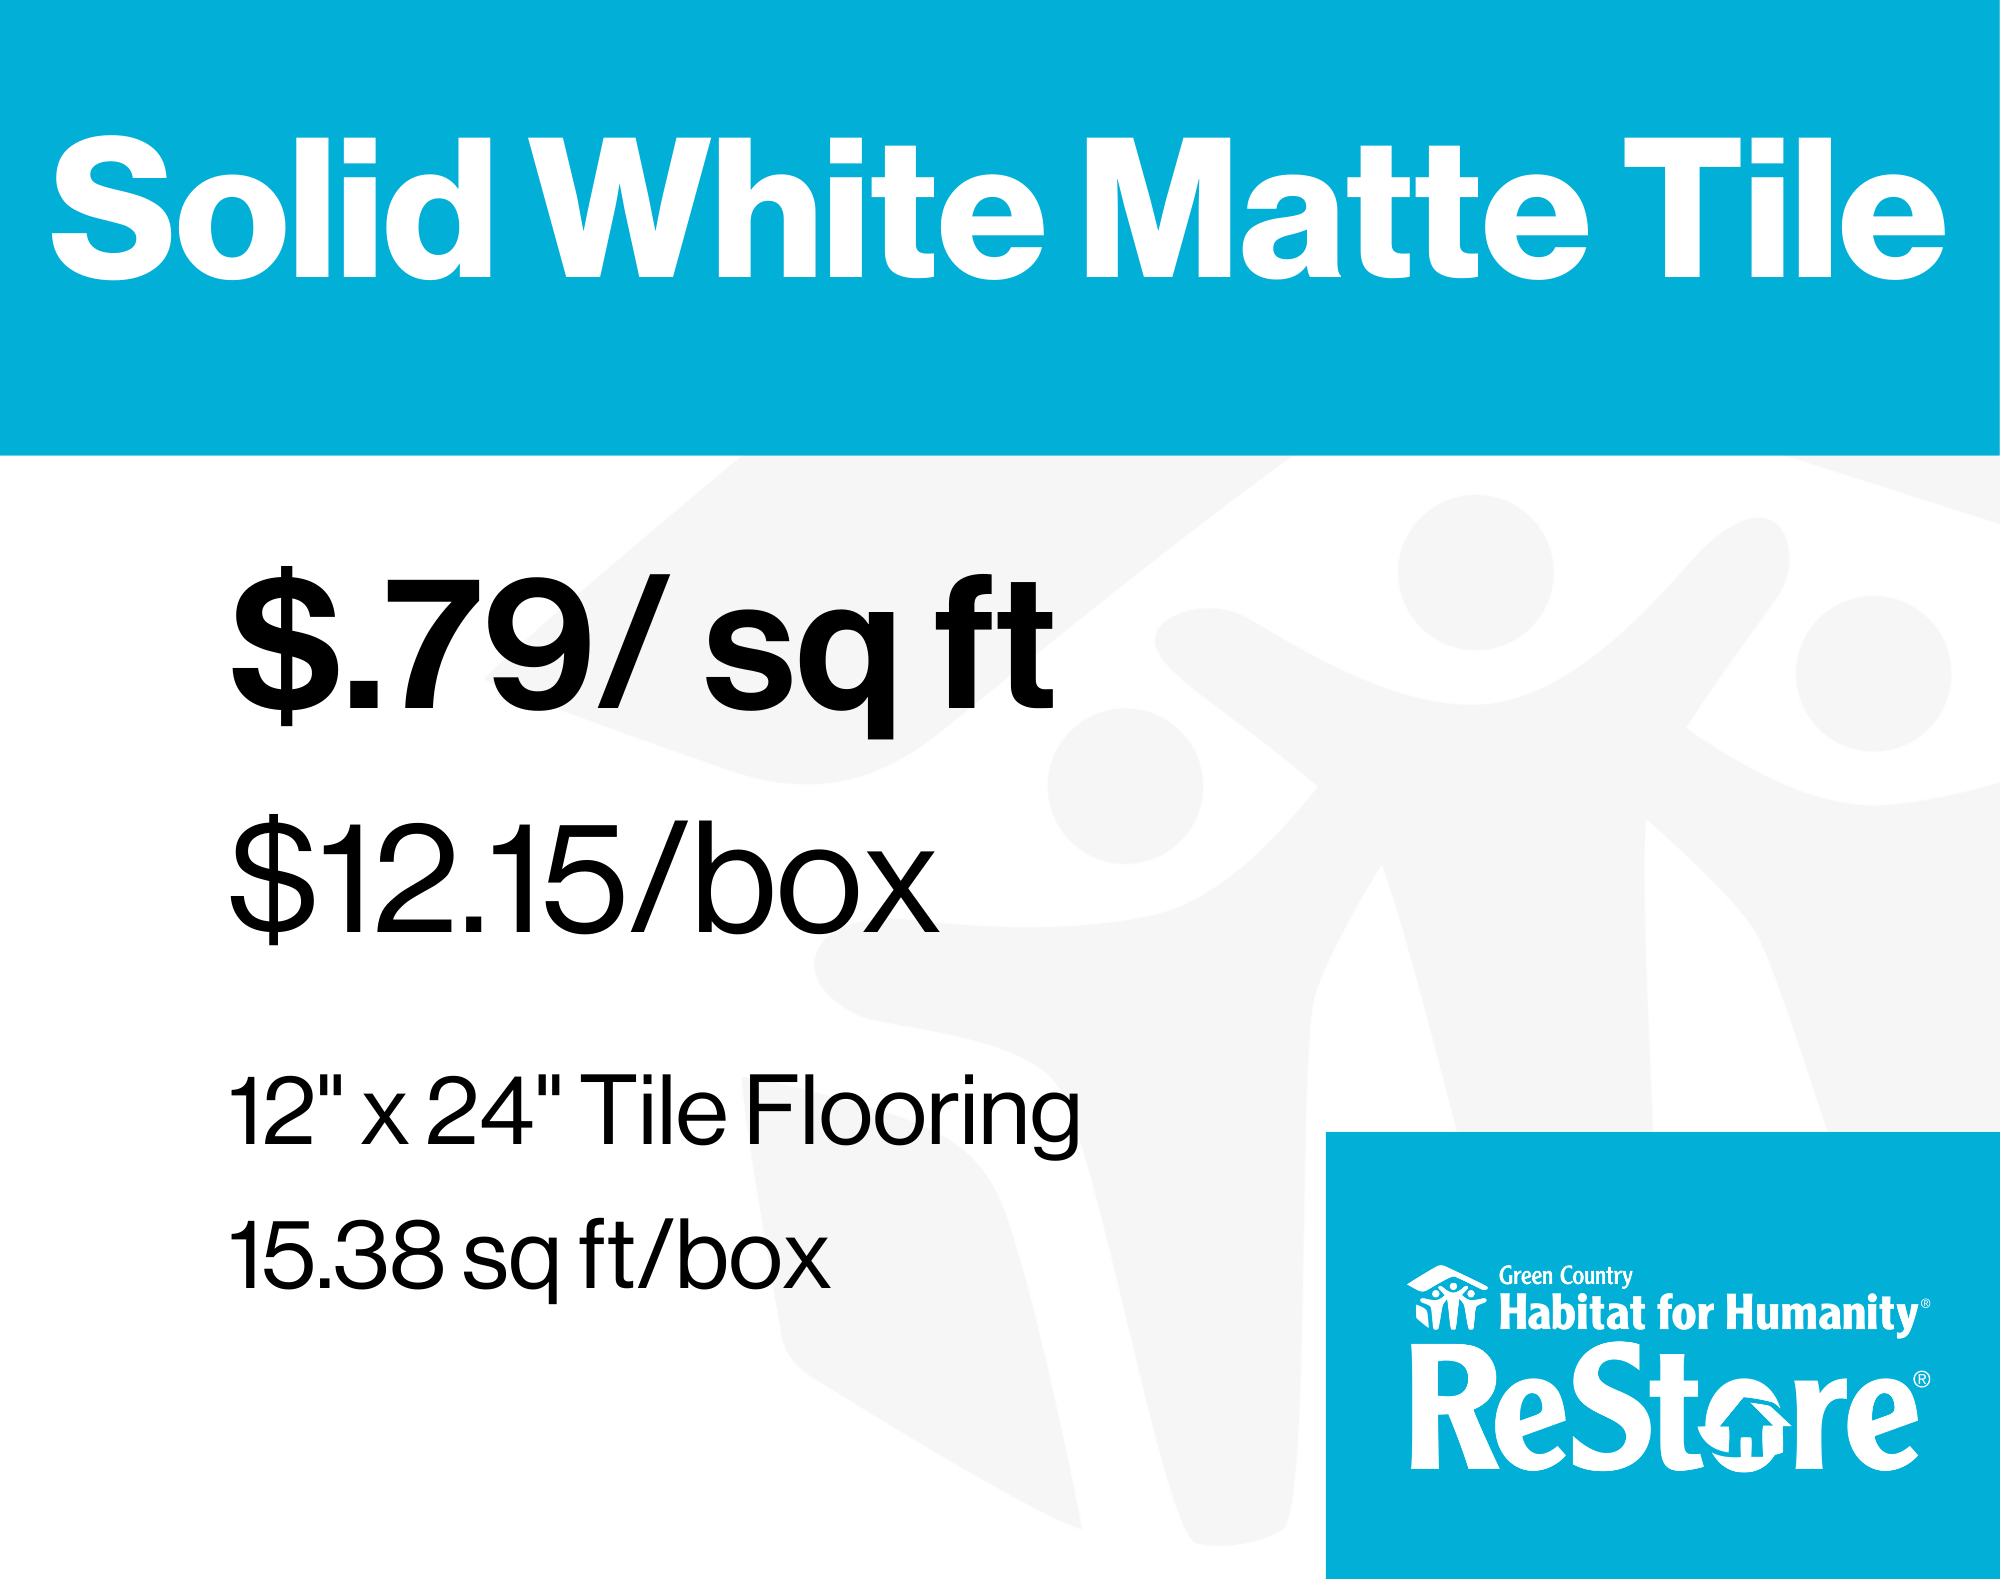 Solid White Matte Tile
$.79/ sq ft
$12.15/box
12" x 24" Tile Flooring
15.38 sq ft/box
Green Country
Habitat for Humanity®
ReStore®